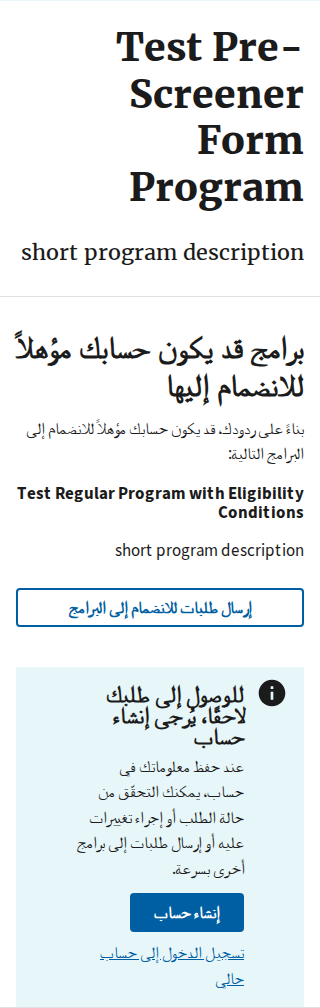 Test Pre-
Screener
Form
Program
short program description
برامج قد يكون حسابك مؤهلاً
للانضمام إليها
بناءً على ردودك، قد يكون حسابك مؤهلاً للانضمام إلى
البرامج التالية:
Test Regular Program with Eligibility
Conditions
short program description
إرسال طلبات للانضمام إلى البرامج
للوصول إلى طلبك
لاحقًا، يُرجى إنشاء
حساب
عند حفظ معلوماتك في
حساب، يمكنك التحقّق من
حالة الطلب أو إجراء تغييرات
عليه أو إرسال طلبات إلى برامج
أخرى بسرعة.
إنشاء حساب
تسجيل الدخول إلى حساب
حالي